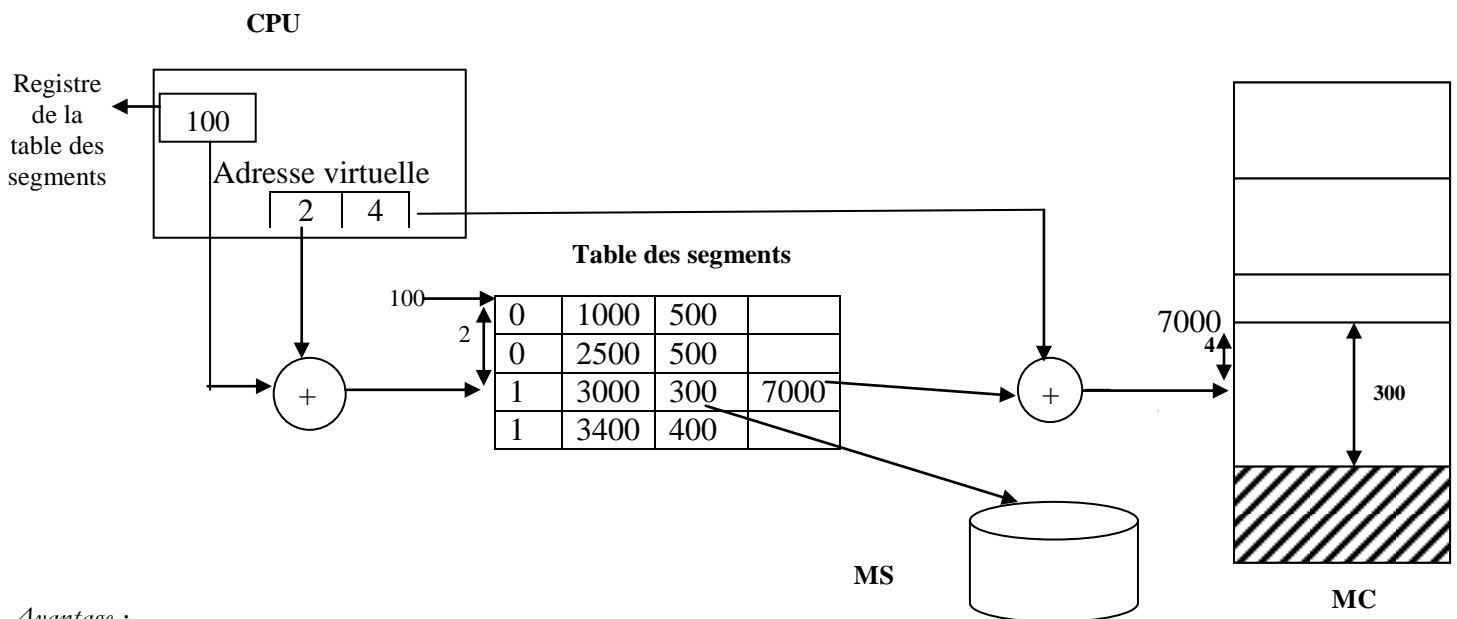 CPU
Registre
de la
table des
segments
100
Adresse virtuelle
2 4
Table des segments
100
2
0 1000 500
0 2500 500
1 3000 300 7000
1 3400 400
+
+
7000
4
300
MS
MC
Avantage :